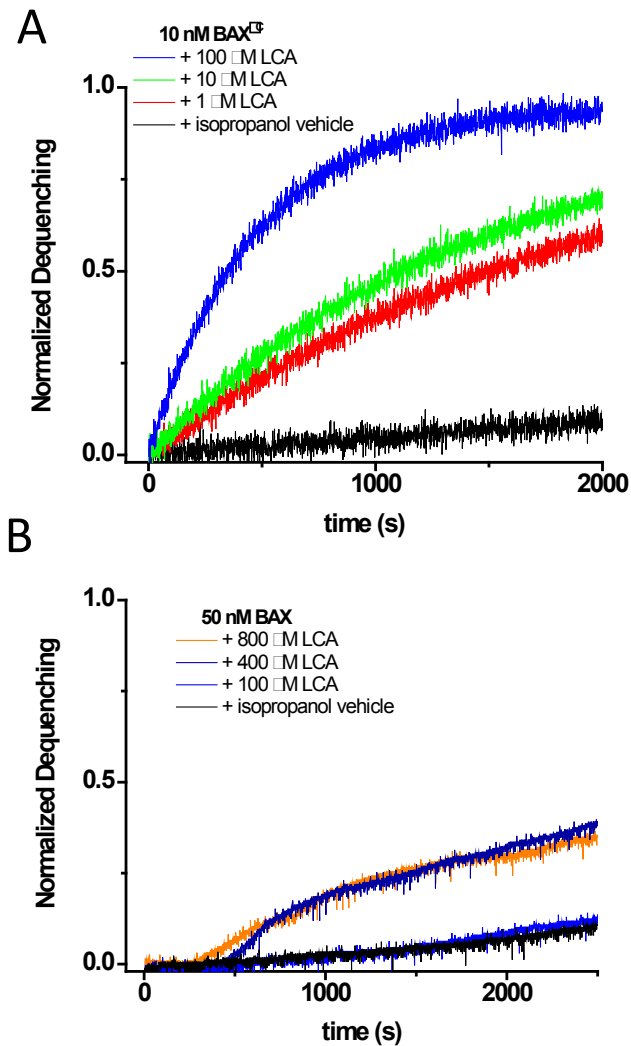 A
10 nM BAX
+ 100 □M LCA
+ 10 □M LCA
+ 1 □M LCA
+ isopropanol vehicle
1.0
0.5
0.0
Normalized Dequenching
0
1000
2000
time (s)
B
1.0
50 nM BAX
+ 800 □M LCA
+ 400 □M LCA
+ 100 □M LCA
+ isopropanol vehicle
0.5
0.0
Normalized Dequenching
0
1000
2000
time (s)